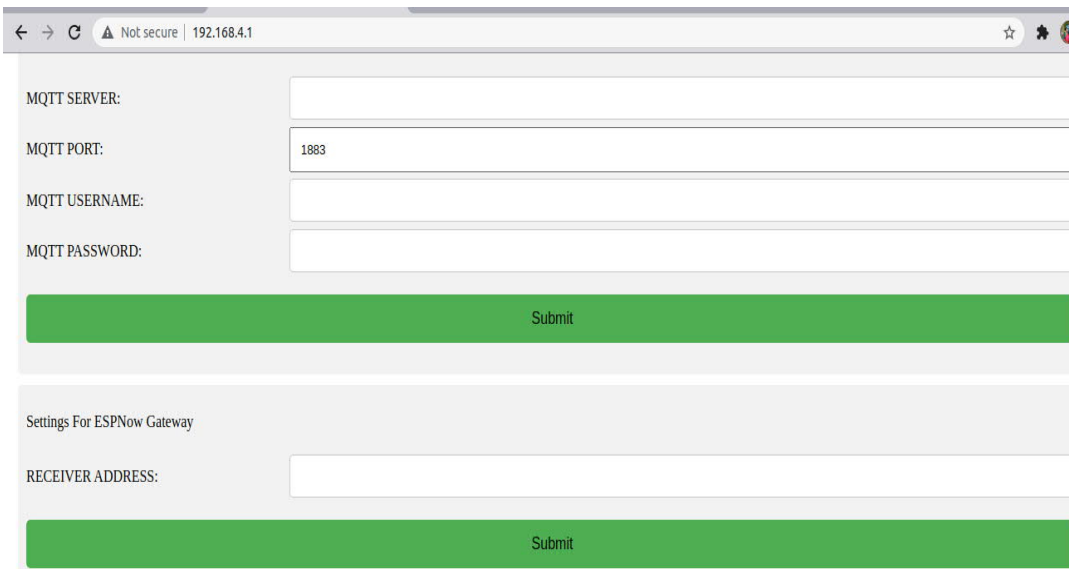 Not secure | 192.168.4.1
MQTT SERVER:
MQTT PORT: 1883
MQTT USERNAME:
MQTT PASSWORD:
Submit
Settings For ESPNow Gateway
RECEIVER ADDRESS:
Submit